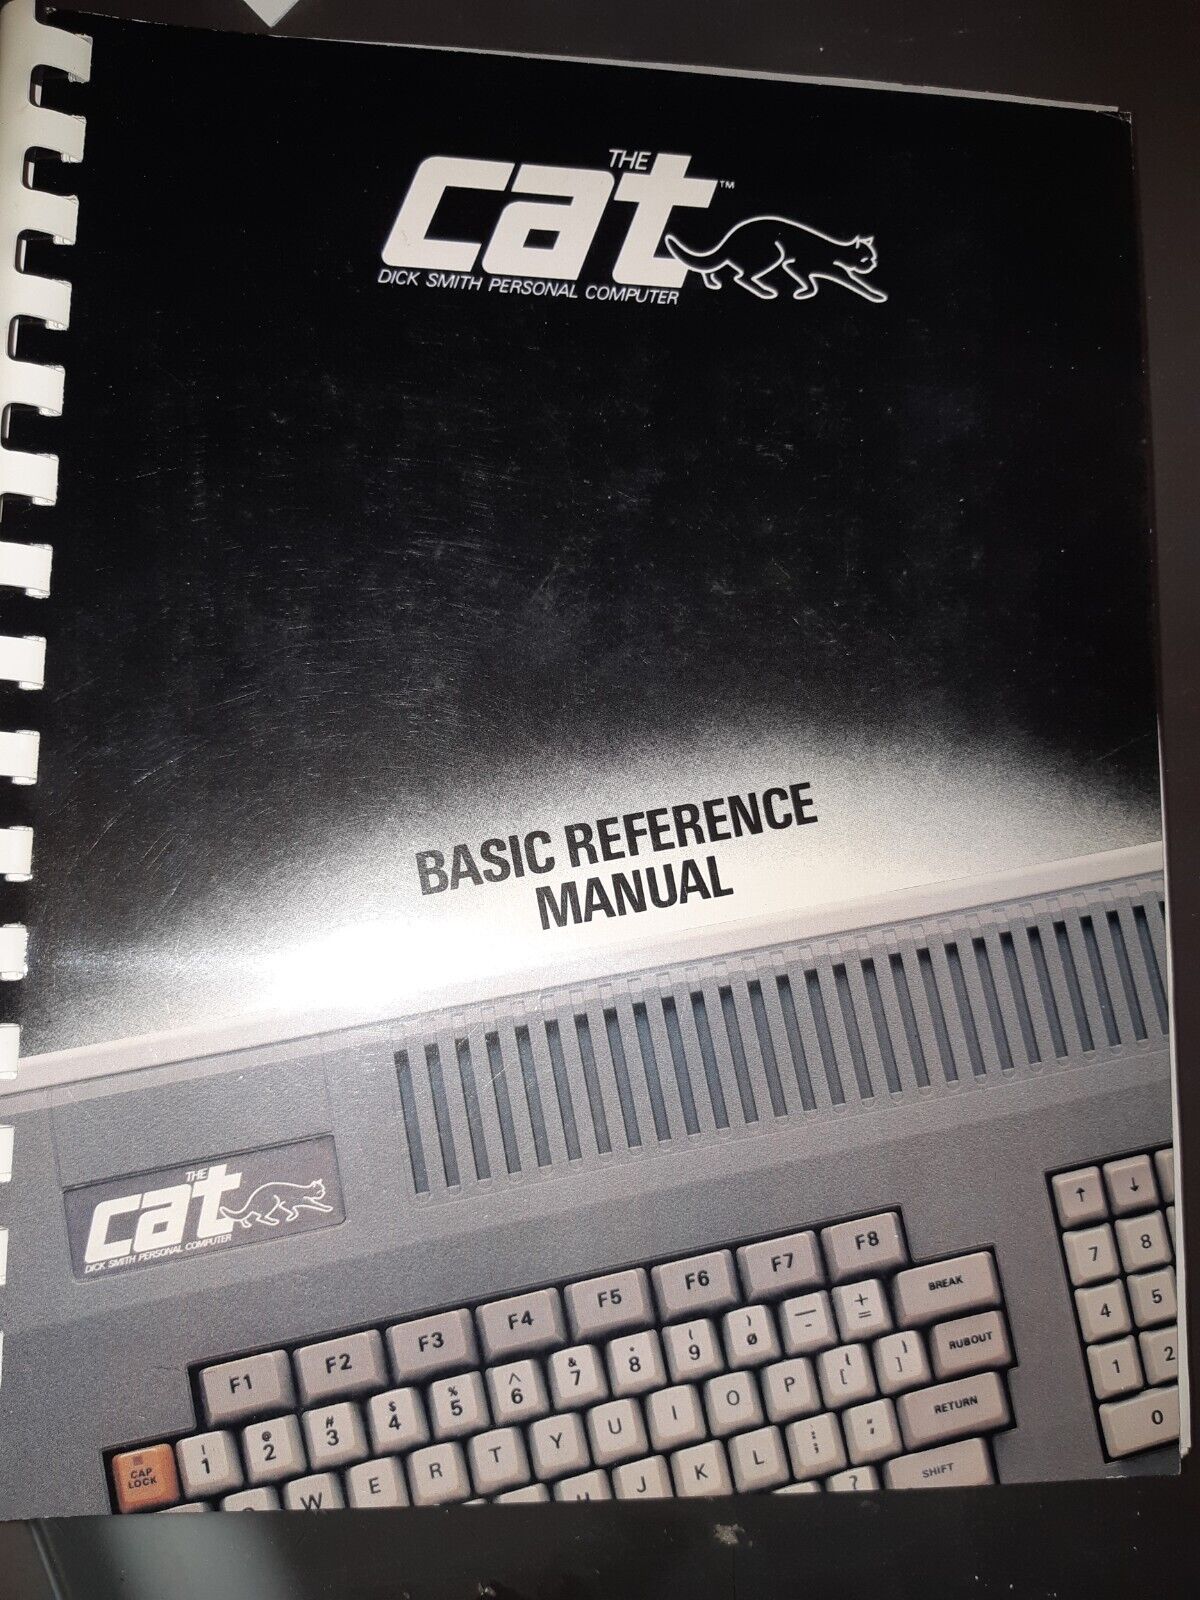 THE
cat™
DICK SMITH PERSONAL COMPUTER
BASIC REFERENCE
MANUAL
THE
cat
DICK SMITH PERSONAL COMPUTER
F1 F2 F3 F4 F5 F6 F7 F8
! 1 @ 2 # 3 $ 4 % 5 ^ 6 & 7 8 ( 9 ) 0 — - + = BREAK
CAP LOCK W E R T Y U I O P RUBOUT
J K L RETURN
? SHIFT
↑ ↓
7 8
4 5
1 2
0